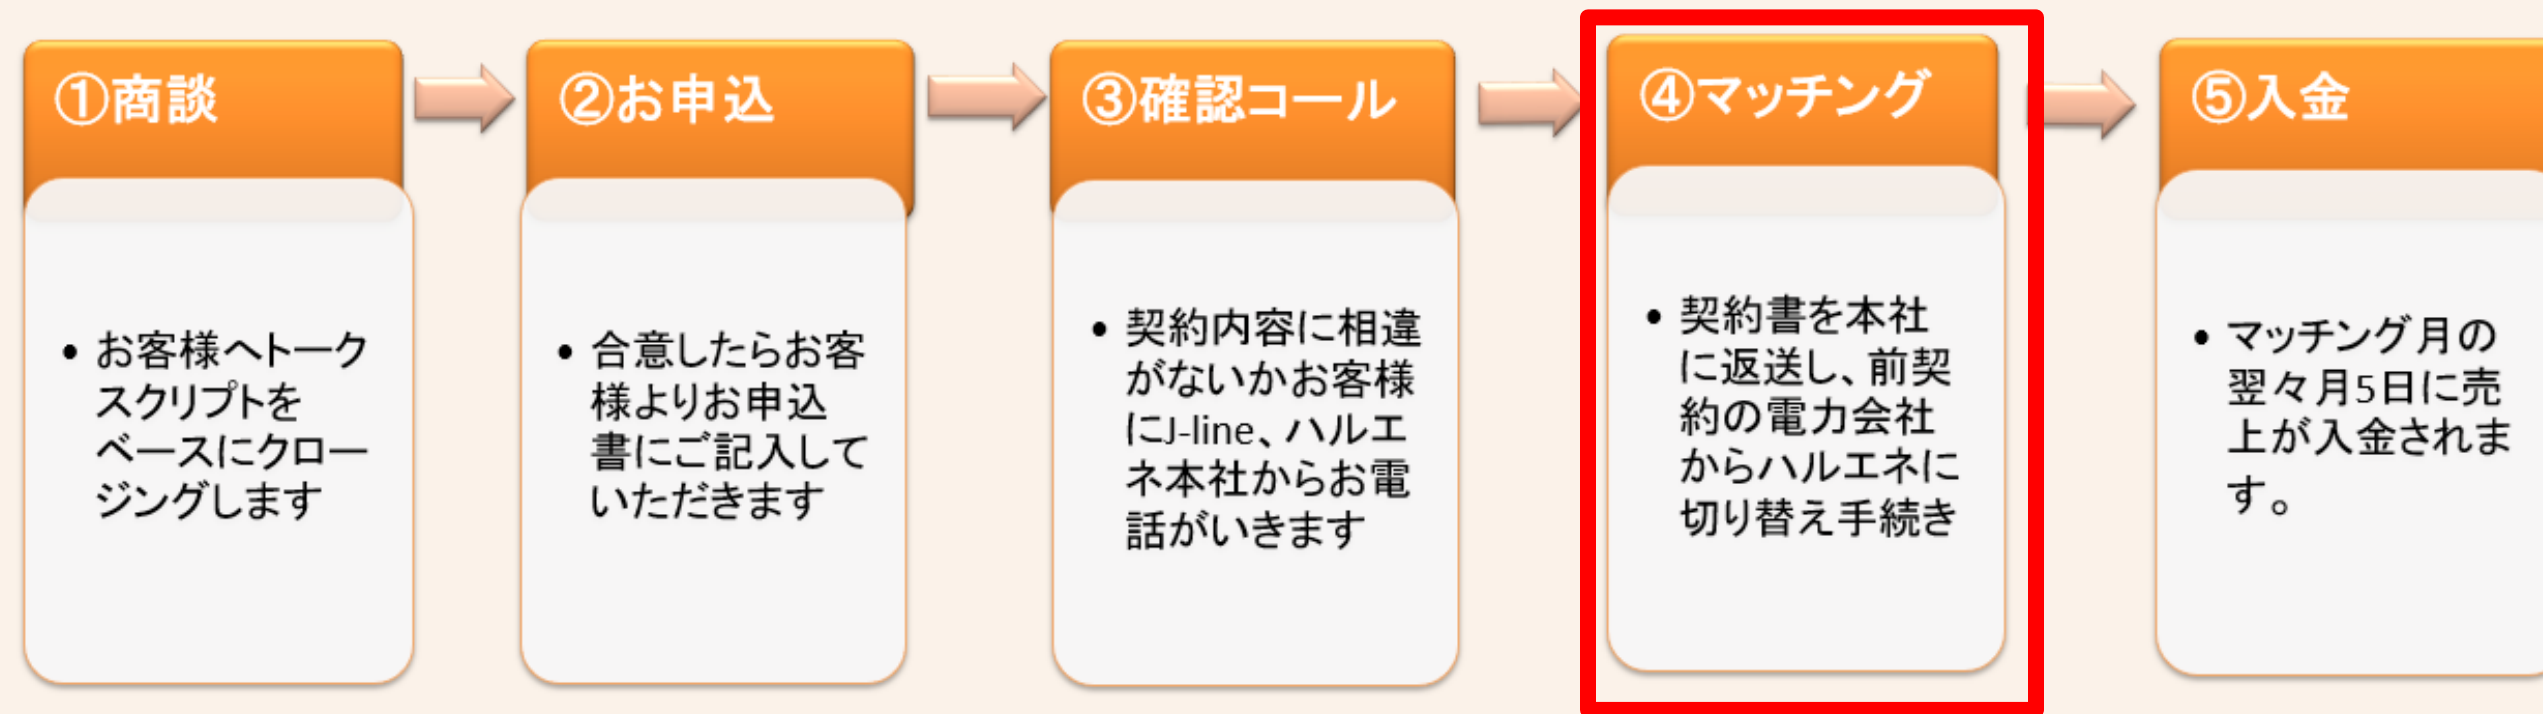 ①商談
• お客様へトーク
スクリプトを
ベースにクロー
ジングします
②お申込
• 合意したらお客
様よりお申込
書にご記入して
いただきます
③確認コール
• 契約内容に相違
がないかお客様
にJ-line、ハルエ
ネ本社からお電
話がいきます
④マッチング
• 契約書を本社
に返送し、前契
約の電力会社
からハルエネに
切り替え手続き
⑤入金
• マッチング月の
翌々月5日に売
上が入金されま
す。